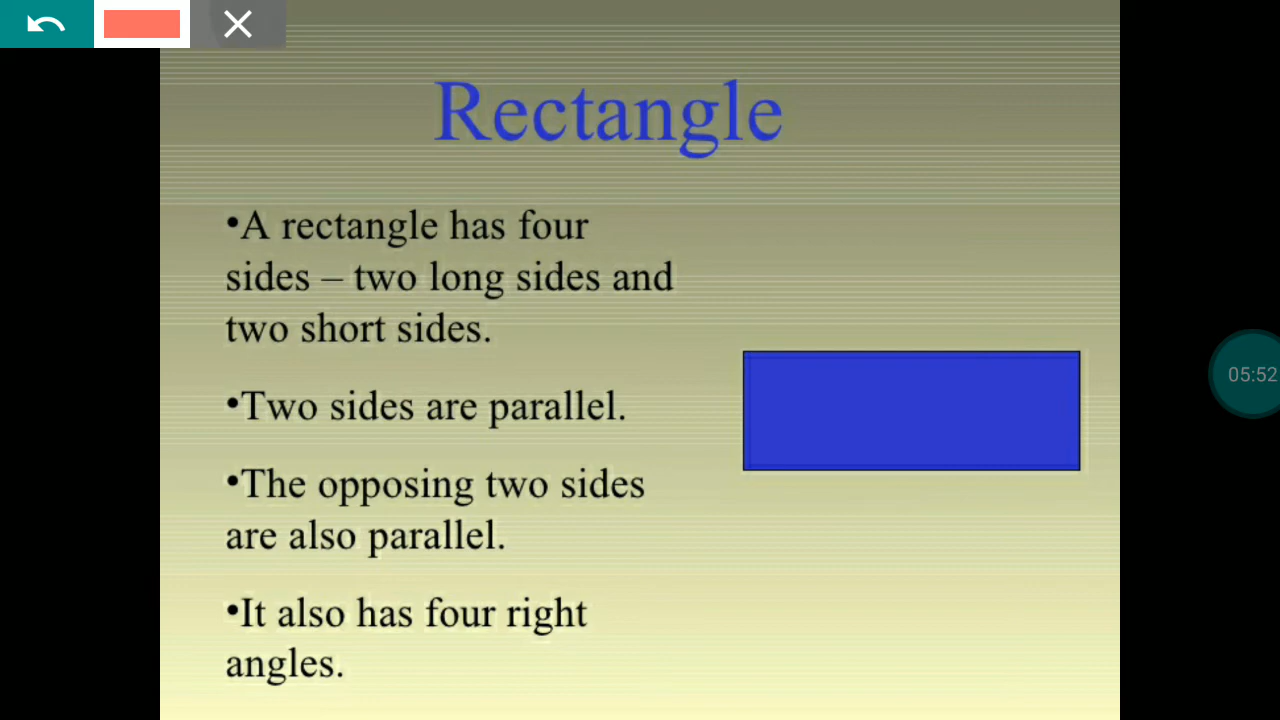 Rectangle
•A rectangle has four
sides – two long sides and
two short sides.
•Two sides are parallel.
•The opposing two sides
are also parallel.
•It also has four right
angles.
05:52